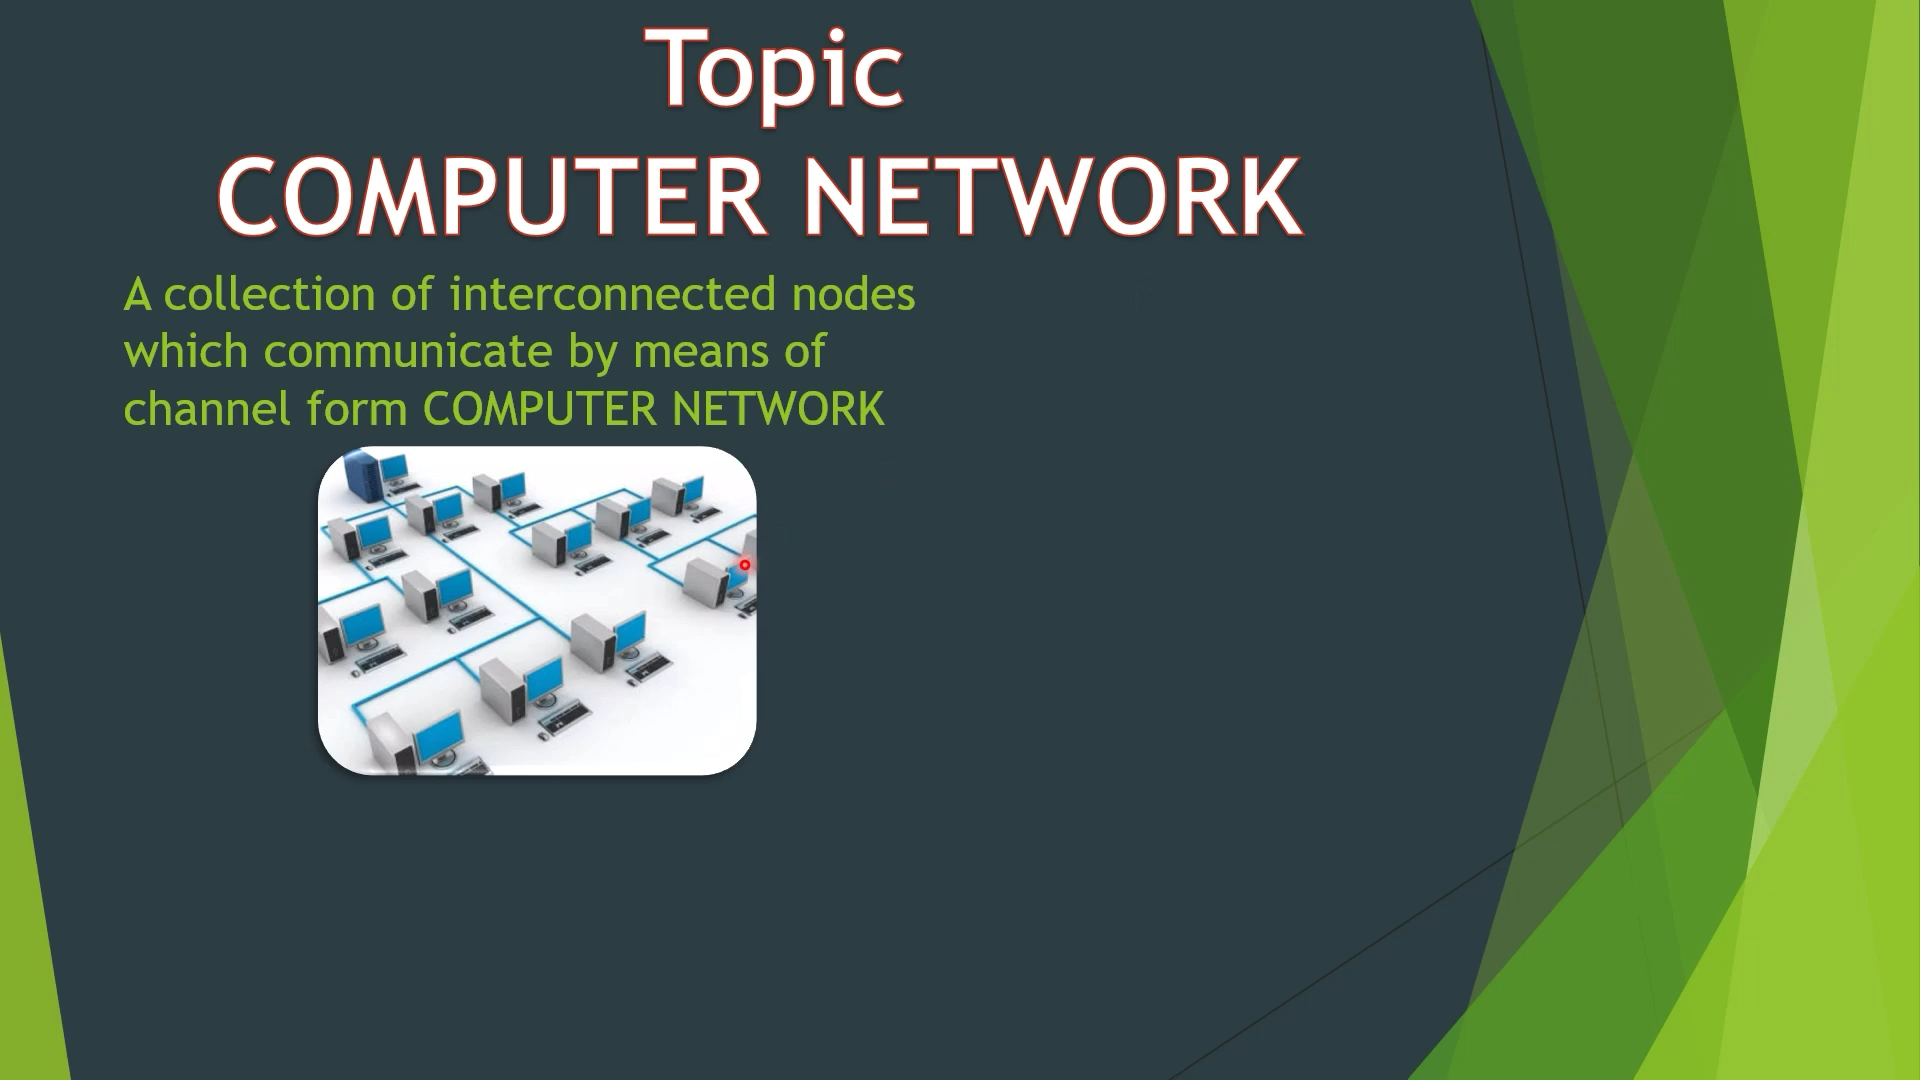 Topic
COMPUTER NETWORK
A collection of interconnected nodes
which communicate by means of
channel form COMPUTER NETWORK